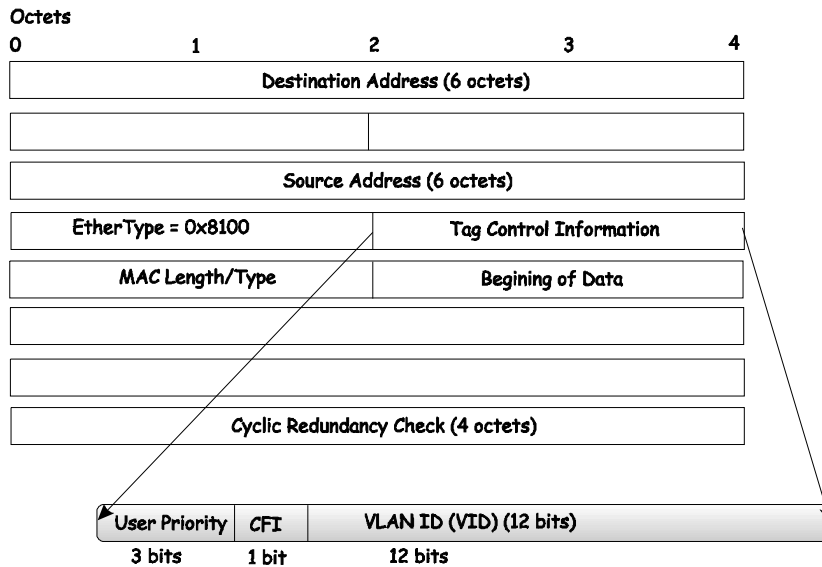 Octets
0 1 2 3 4
Destination Address (6 octets)
Source Address (6 octets)
EtherType = 0x8100 Tag Control Information
MAC Length/Type Begining of Data
Cyclic Redundancy Check (4 octets)
User Priority CFI VLAN ID (VID) (12 bits)
3 bits 1 bit 12 bits